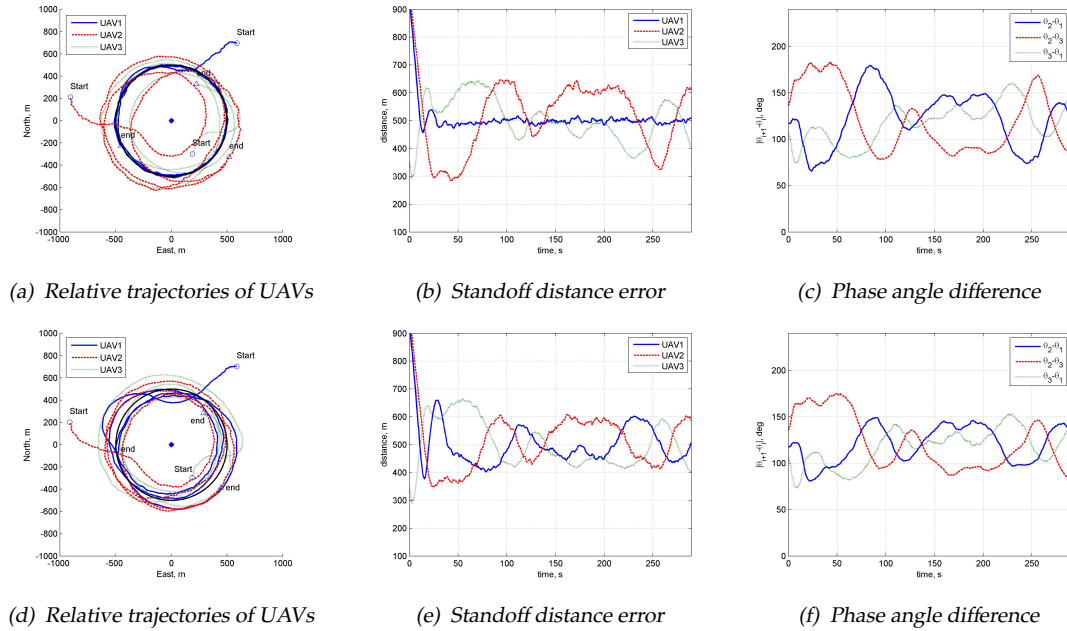 1000
800
600
400
200
0
-200
-400
-600
-800
-1000
North, m
-1000 -500 0 500 1000
East, m
UAV1
UAV2
UAV3
Start
end
Start
end
Start
end
(a) Relative trajectories of UAVs
900
800
700
600
500
400
300
200
100
distance, m
0 50 100 150 200 250
time, s
UAV1
UAV2
UAV3
(b) Standoff distance error
200
150
100
50
0
|θi+1-θi|, deg
0 50 100 150 200 250
time, s
θ2-θ1
θ2-θ3
θ3-θ1
(c) Phase angle difference
1000
800
600
400
200
0
-200
-400
-600
-800
-1000
North, m
-1000 -500 0 500 1000
East, m
UAV1
UAV2
UAV3
Start
Start
end
end
Start
end
(d) Relative trajectories of UAVs
900
800
700
600
500
400
300
200
100
distance, m
0 50 100 150 200 250
time, s
UAV1
UAV2
UAV3
(e) Standoff distance error
200
150
100
50
0
|θi+1-θi|, deg
0 50 100 150 200 250
time, s
θ2-θ1
θ2-θ3
θ3-θ1
(f) Phase angle difference